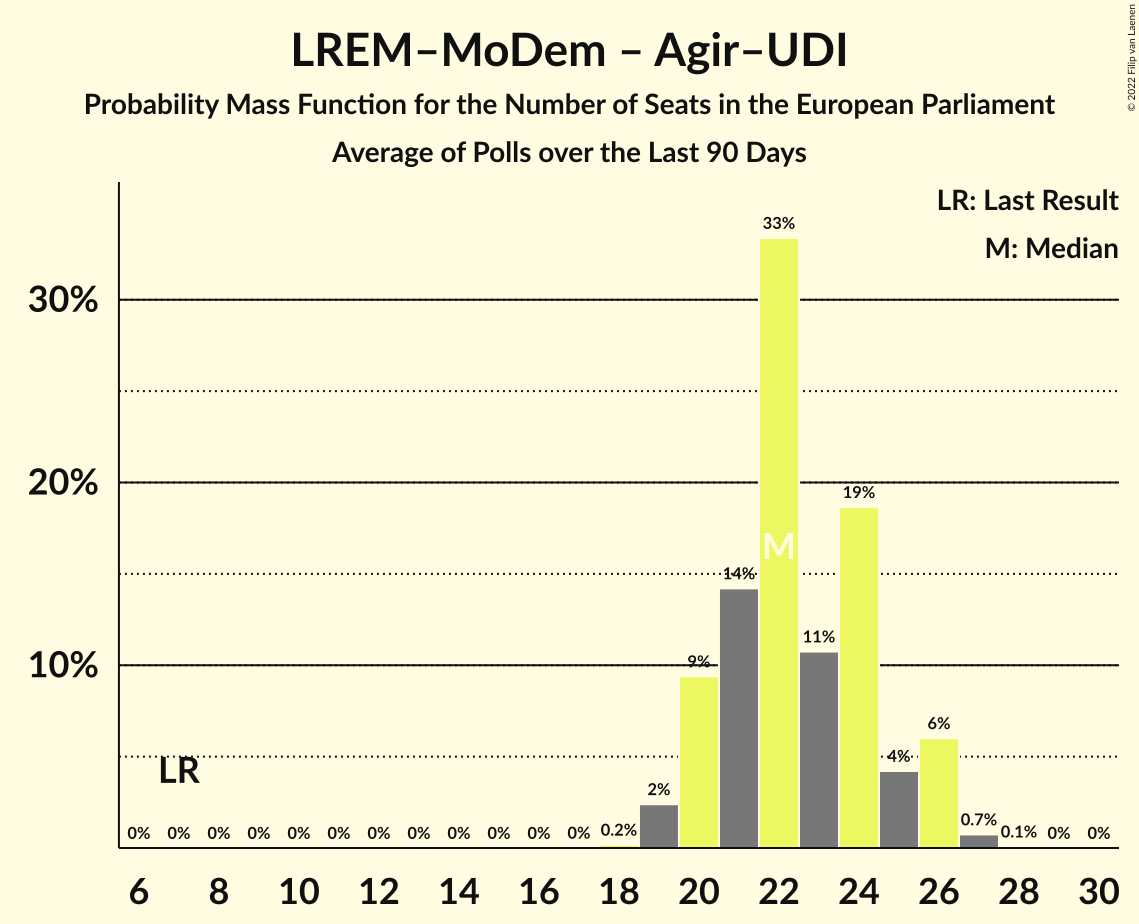 LREM–MoDem – Agir–UDI
Probability Mass Function for the Number of Seats in the European Parliament
Average of Polls over the Last 90 Days
© 2022 Filip van Laenen
LR: Last Result
M: Median
30%
20%
10%
LR
M
0% 0% 0% 0% 0% 0% 0% 0% 0% 0% 0% 0% 0.2% 2% 9% 14% 33% 11% 19% 4% 6% 0.7% 0.1% 0% 0%
6 8 10 12 14 16 18 20 22 24 26 28 30